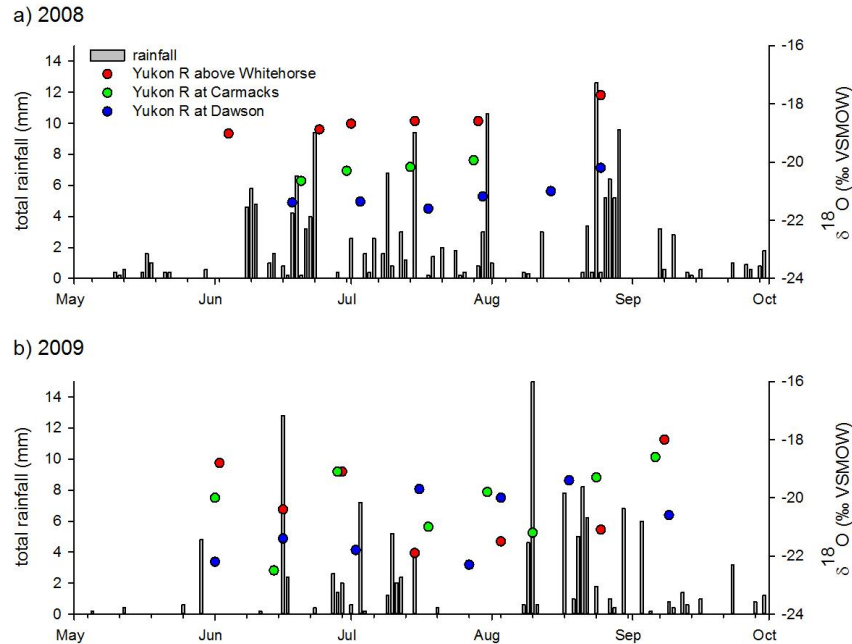 a) 2008
rainfall
Yukon R above Whitehorse
Yukon R at Carmacks
Yukon R at Dawson
total rainfall (mm)
14
12
10
8
6
4
2
0
-16
-18
-20
-22
-24
δ 18 O (‰ VSMOW)
May Jun Jul Aug Sep Oct
b) 2009
total rainfall (mm)
14
12
10
8
6
4
2
0
-16
-18
-20
-22
-24
δ 18 O (‰ VSMOW)
May Jun Jul Aug Sep Oct